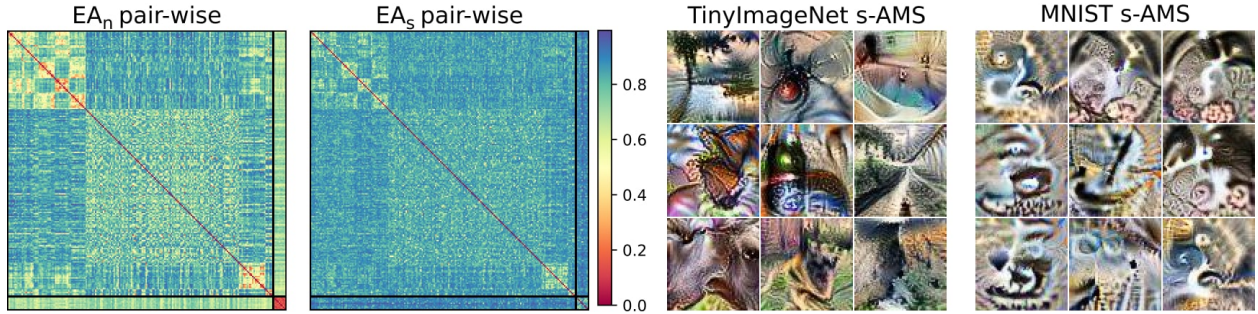 EAn pair-wise
EAs pair-wise
TinyImageNet s-AMS
MNIST s-AMS
0.8
0.6
0.4
0.2
0.0